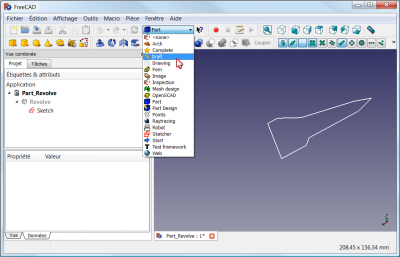 FreeCAD
Fichier Édition Affichage Outils Macro Pièce Fenêtre Aide
Part
<none>
Arch
Complete
Draft
Drawing
Fem
Image
Inspection
Mesh design
OpenSCAD
Part
Part Design
Points
Raytracing
Robot
Sketcher
Start
Test framework
Web
Coupes
Vue combinée
Projet Tâches
Étiquettes & attributs
Application
Part_Revolve
Revolve
Sketch
Propriété Valeur
Vue Données
Part_Revolve : 1*
208.45 x 156.34 mm